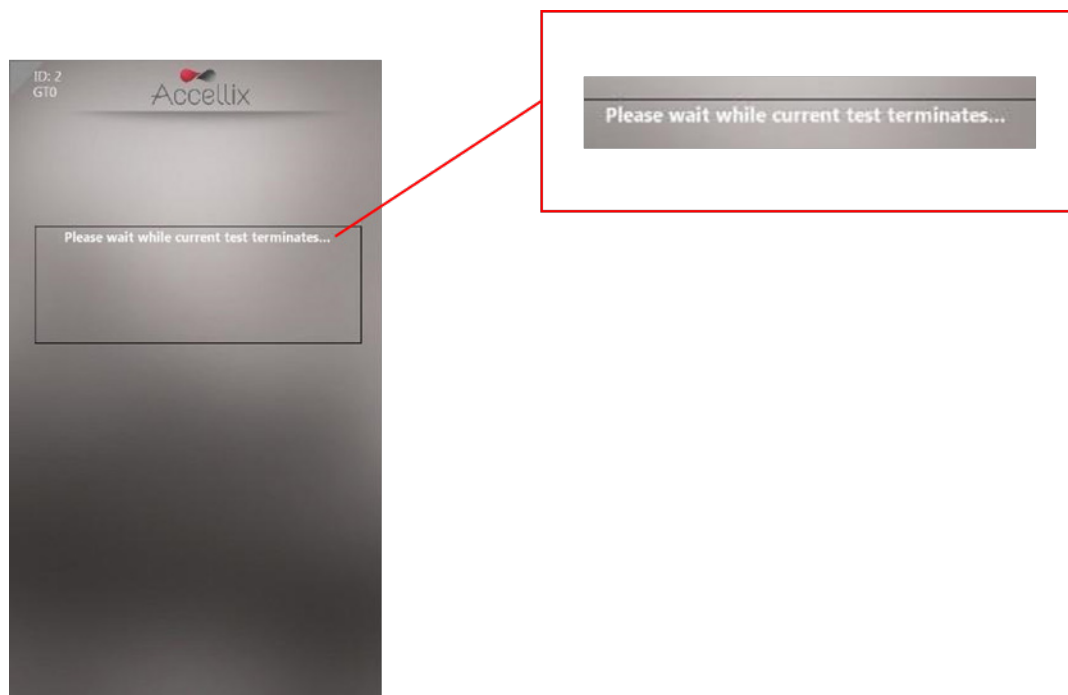 ID: 2
GT0
Accellix
Please wait while current test terminates...
Please wait while current test terminates...